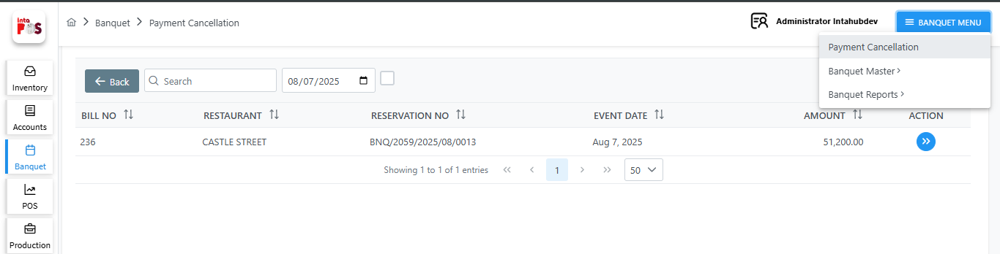 inta
POS
Banquet
Payment Cancellation
Administrator Intahubdev
BANQUET MENU
Payment Cancellation
Banquet Master
Banquet Reports
Inventory
Accounts
Banquet
POS
Production
Back
Search
08/07/2025
BILL NO
RESTAURANT
RESERVATION NO
EVENT DATE
AMOUNT
ACTION
236
CASTLE STREET
BNQ/2059/2025/08/0013
Aug 7, 2025
51,200.00
Showing 1 to 1 of 1 entries
1
50